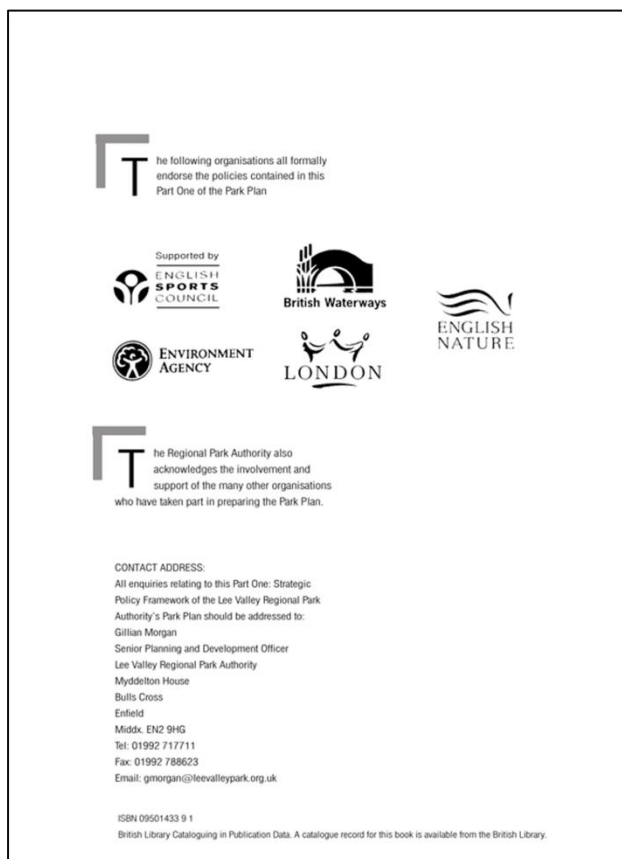 The following organisations all formally
endorse the policies contained in this
Part One of the Park Plan
Supported by
ENGLISH
SPORTS
COUNCIL
British Waterways
ENGLISH
NATURE
ENVIRONMENT
AGENCY
LONDON
The Regional Park Authority also
acknowledges the involvement and
support of the many other organisations
who have taken part in preparing the Park Plan.
CONTACT ADDRESS:
All enquiries relating to this Part One: Strategic
Policy Framework of the Lee Valley Regional Park
Authority's Park Plan should be addressed to:
Gillian Morgan
Senior Planning and Development Officer
Lee Valley Regional Park Authority
Myddelton House
Bulls Cross
Enfield
Middx. EN2 9HG
Tel: 01992 717711
Fax: 01992 788623
Email: gmorgan@leevalleypark.org.uk
ISBN 09501433 9 1
British Library Cataloguing in Publication Data. A catalogue record for this book is available from the British Library.